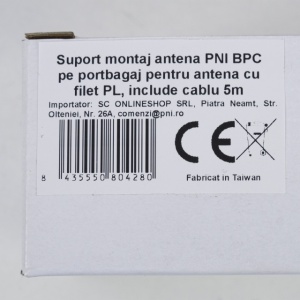 Suport montaj antena PNI BPC
pe portbagaj pentru antena cu
filet PL, include cablu 5m
Importator: SC ONLINESHOP SRL, Piatra Neamt, Str.
Olteniei, Nr. 26A, comenzi@pni.ro
CE
8 435550 804280
Fabricat in Taiwan